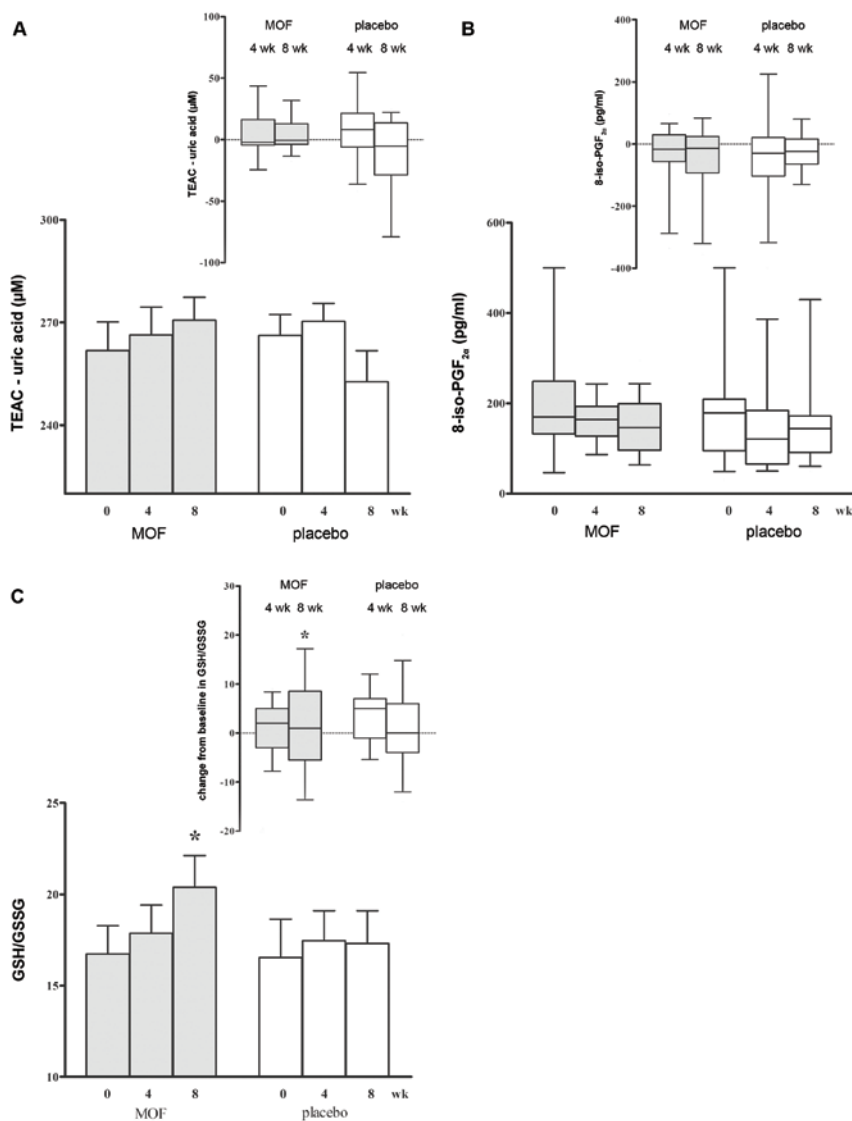 A
MOF placebo
4 wk 8 wk 4 wk 8 wk
100
50
0
-50
-100
TEAC - uric acid (µM)
300
270
240
TEAC - uric acid (µM)
0 4 8 0 4 8 wk
MOF placebo
B
MOF placebo
4 wk 8 wk 4 wk 8 wk
400
200
0
-200
-400
8-iso-PGF2α (pg/ml)
600
400
200
0
8-iso-PGF2α (pg/ml)
0 4 8 0 4 8 wk
MOF placebo
C
MOF placebo
4 wk 8 wk 4 wk 8 wk
*
30
20
10
0
-10
-20
change from baseline in GSH/GSSG
25
20
15
10
*
GSH/GSSG
0 4 8 0 4 8 wk
MOF placebo